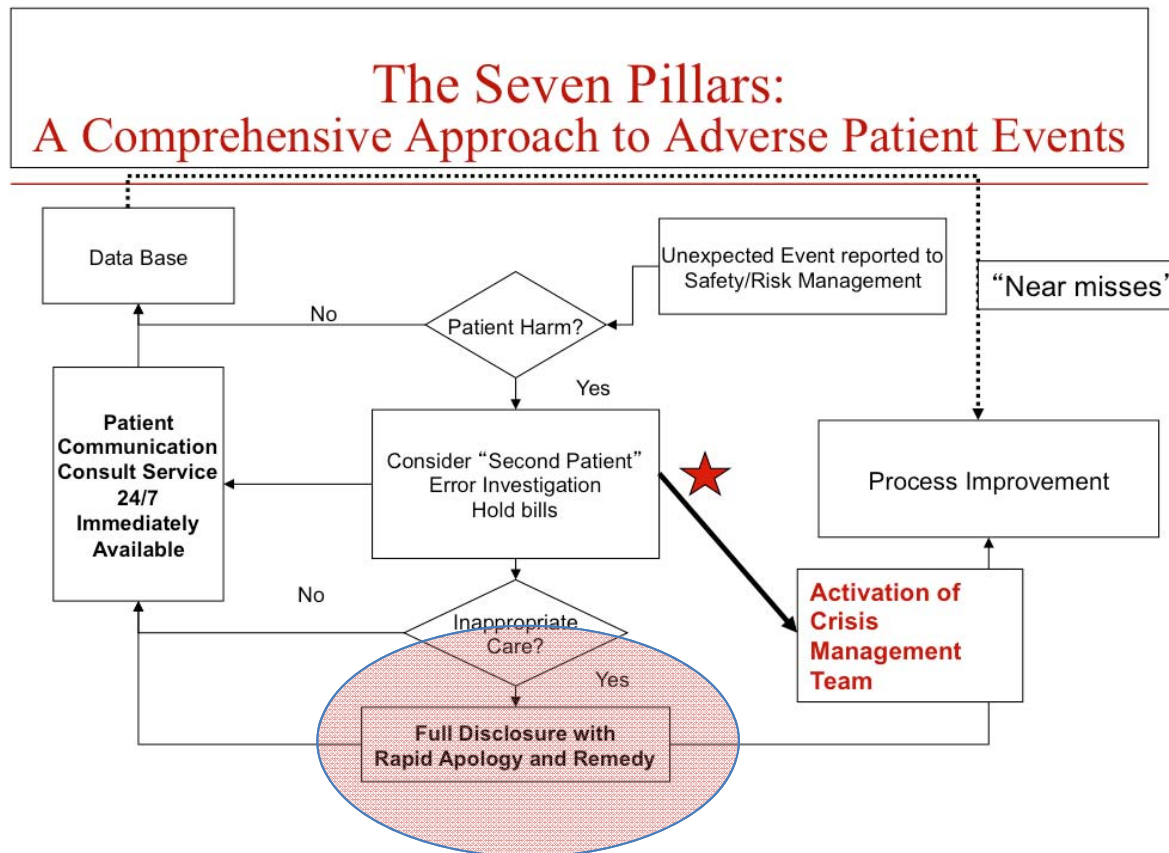 The Seven Pillars:
A Comprehensive Approach to Adverse Patient Events
Data Base
Unexpected Event reported to
Safety/Risk Management
“Near misses”
No
Patient Harm?
Yes
Patient
Communication
Consult Service
24/7
Immediately
Available
Consider “Second Patient”
Error Investigation
Hold bills
Process Improvement
No
Inappropriate
Care?
Yes
Activation of
Crisis
Management
Team
Full Disclosure with
Rapid Apology and Remedy